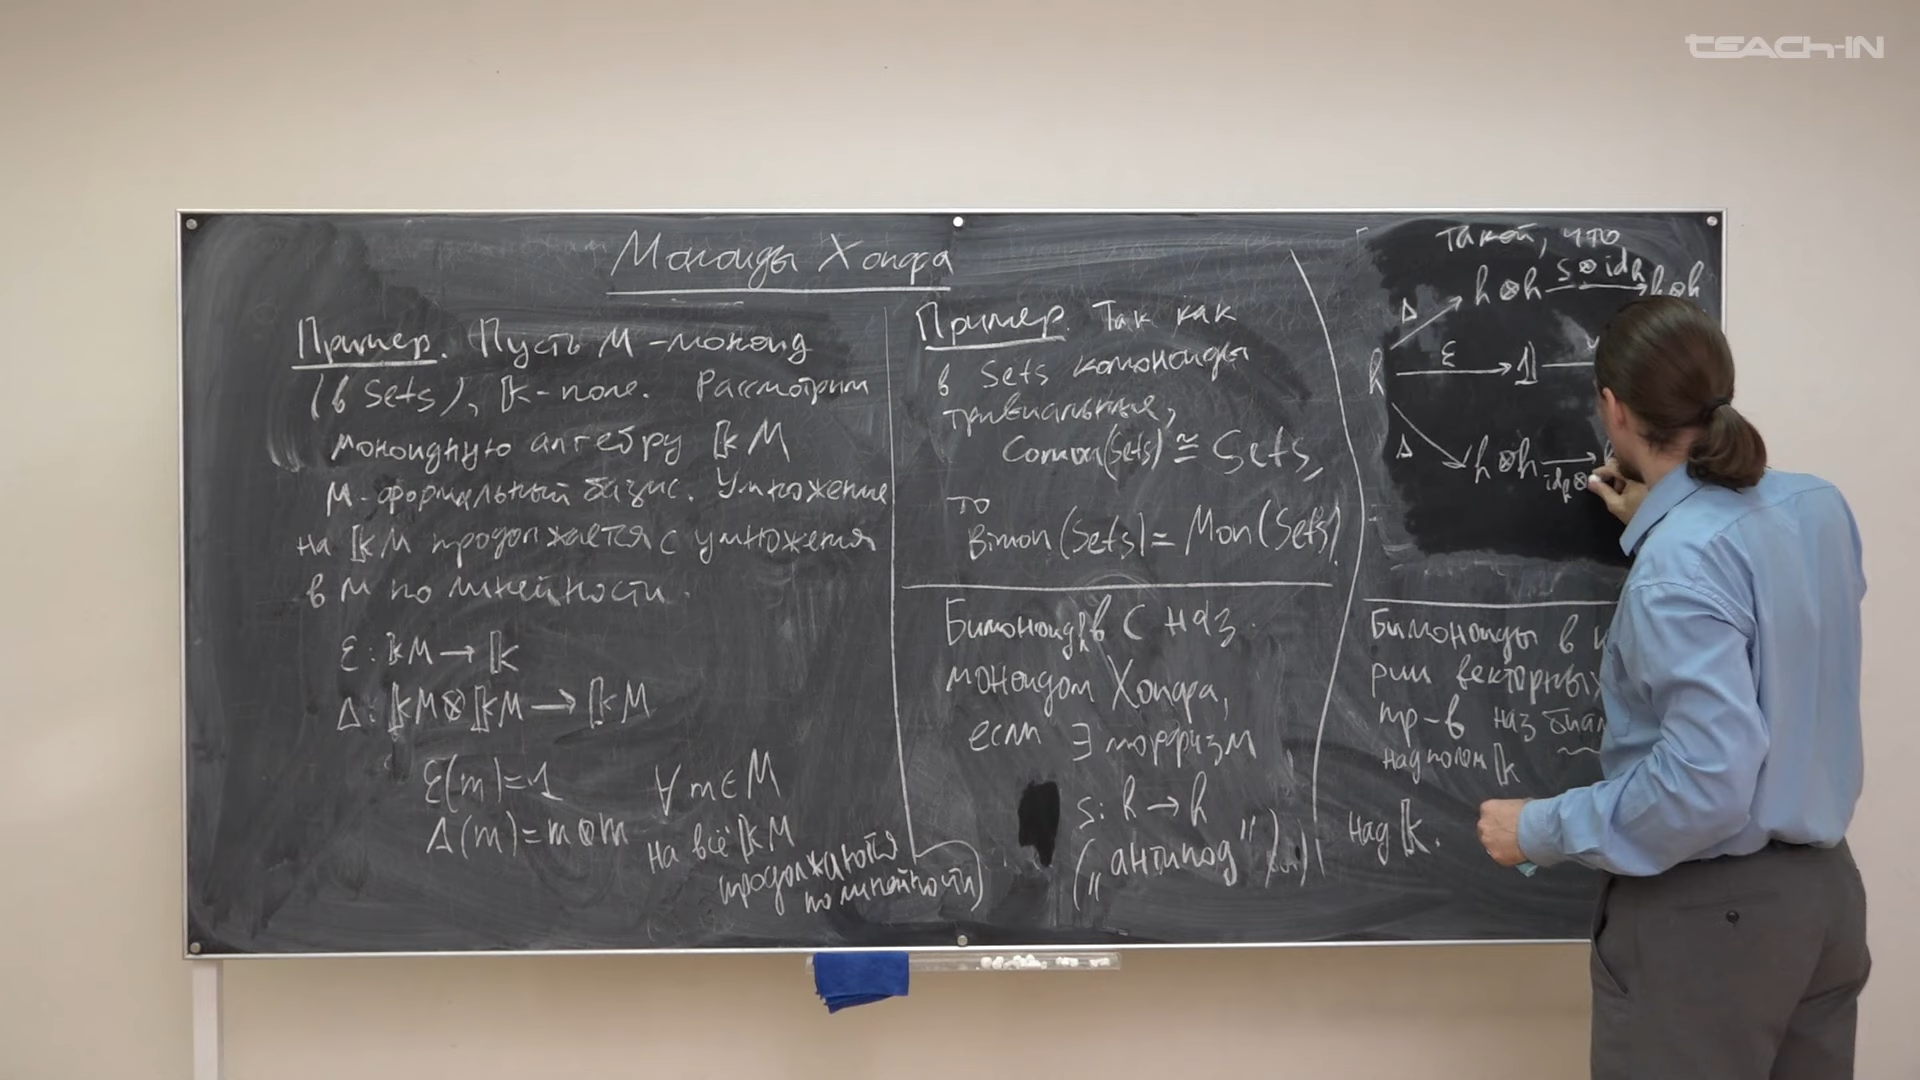 TEACH-IN
Моноиды Хопфа
Пример. Пусть M - моноид
(в Sets), 𝕜 - поле. Рассмотрим
моноидную алгебру 𝕜M
M - формальный базис. Умножение
на 𝕜M продолжается с умножения
в M по линейности.
ε: 𝕜M → 𝕜
Δ: 𝕜M ⊗ 𝕜M → 𝕜M
ε(m) = 1 ∀ m ∈ M
Δ(m) = m ⊗ m на всё 𝕜M
продолжаются
по линейности
Пример. Так как
в Sets комоноиды
тривиальные,
Comon(Sets) ≅ Sets,
то
Bimon(Sets) = Mon(Sets).
Бимоноид h в C наз.
моноидом Хопфа,
если ∃ морфизм
S: h → h
("антипод")
такой, что
Δ h ⊗ h S ⊗ id_h h ⊗ h
h ε 𝟙
Δ h ⊗ h id_h ⊗
Бимоноиды в
рии векторных
пр-в наз
над полем 𝕜
над 𝕜.